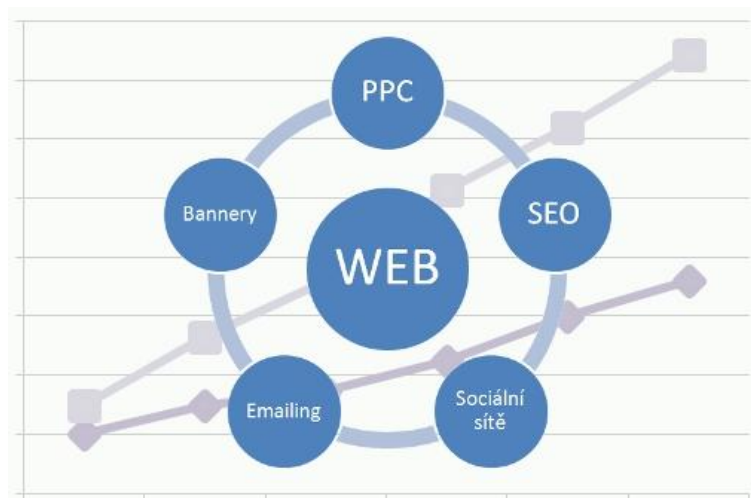 PPC
Bannery
SEO
WEB
Emailing
Sociální
sítě